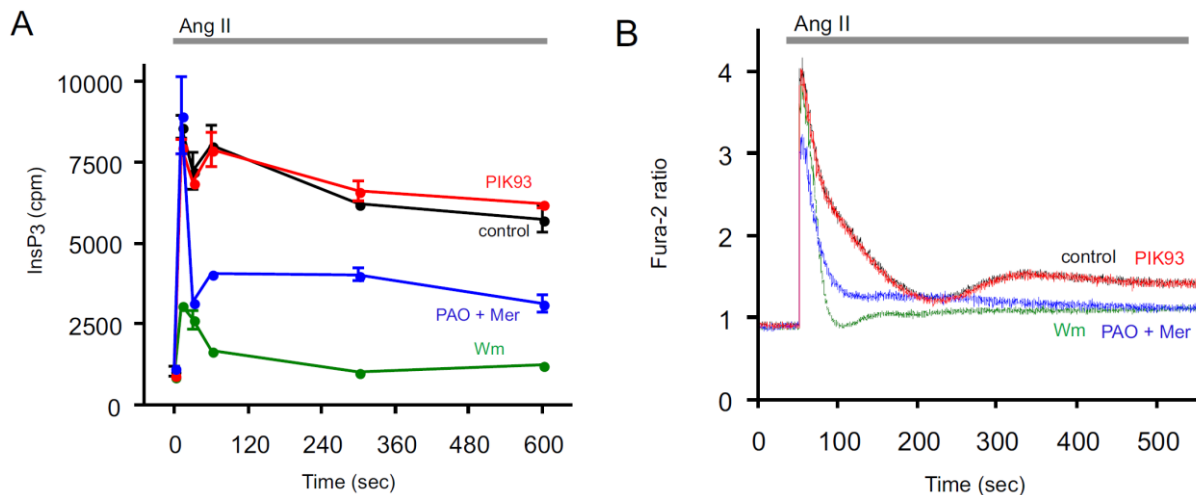 A
Ang II
InsP3 (cpm)
10000
7500
5000
2500
0
PIK93
control
PAO + Mer
Wm
0 120 240 360 480 600
Time (sec)
B
Ang II
Fura-2 ratio
4
3
2
1
0
control PIK93
Wm PAO + Mer
0 100 200 300 400 500
Time (sec)